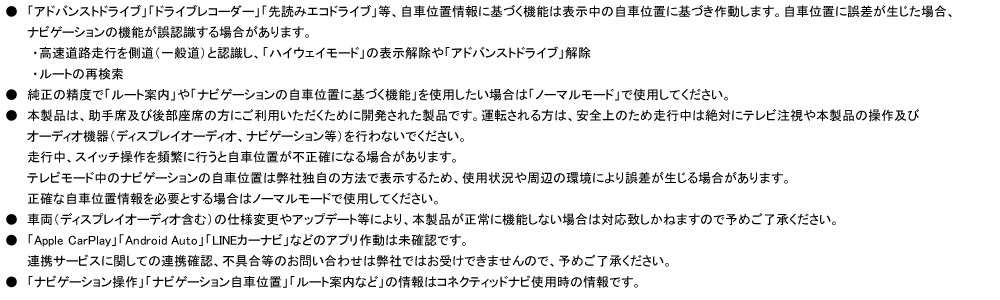 ● 「アドバンストドライブ」「ドライブレコーダー」「先読みエコドライブ」等、自車位置情報に基づく機能は表示中の自車位置に基づき作動します。自車位置に誤差が生じた場合、
ナビゲーションの機能が誤認識する場合があります。
・高速道路走行を側道（一般道）と認識し、「ハイウェイモード」の表示解除や「アドバンストドライブ」解除
・ルートの再検索
● 純正の精度で「ルート案内」や「ナビゲーションの自車位置に基づく機能」を使用したい場合は「ノーマルモード」で使用してください。
● 本製品は、助手席及び後部座席の方にご利用いただくために開発された製品です。運転される方は、安全上のため走行中は絶対にテレビ注視や本製品の操作及び
オーディオ機器（ディスプレイオーディオ、ナビゲーション等）を行わないでください。
走行中、スイッチ操作を頻繁に行うと自車位置が不正確になる場合があります。
テレビモード中のナビゲーションの自車位置は弊社独自の方法で表示するため、使用状況や周辺の環境により誤差が生じる場合があります。
正確な自車位置情報を必要とする場合はノーマルモードで使用してください。
● 車両（ディスプレイオーディオ含む）の仕様変更やアップデート等により、本製品が正常に機能しない場合は対応致しかねますので予めご了承ください。
● 「Apple CarPlay」「Android Auto」「LINEカーナビ」などのアプリ作動は未確認です。
連携サービスに関しての連携確認、不具合等のお問い合わせは弊社ではお受けできませんので、予めご了承ください。
● 「ナビゲーション操作」「ナビゲーション自車位置」「ルート案内など」の情報はコネクティッドナビ使用時の情報です。